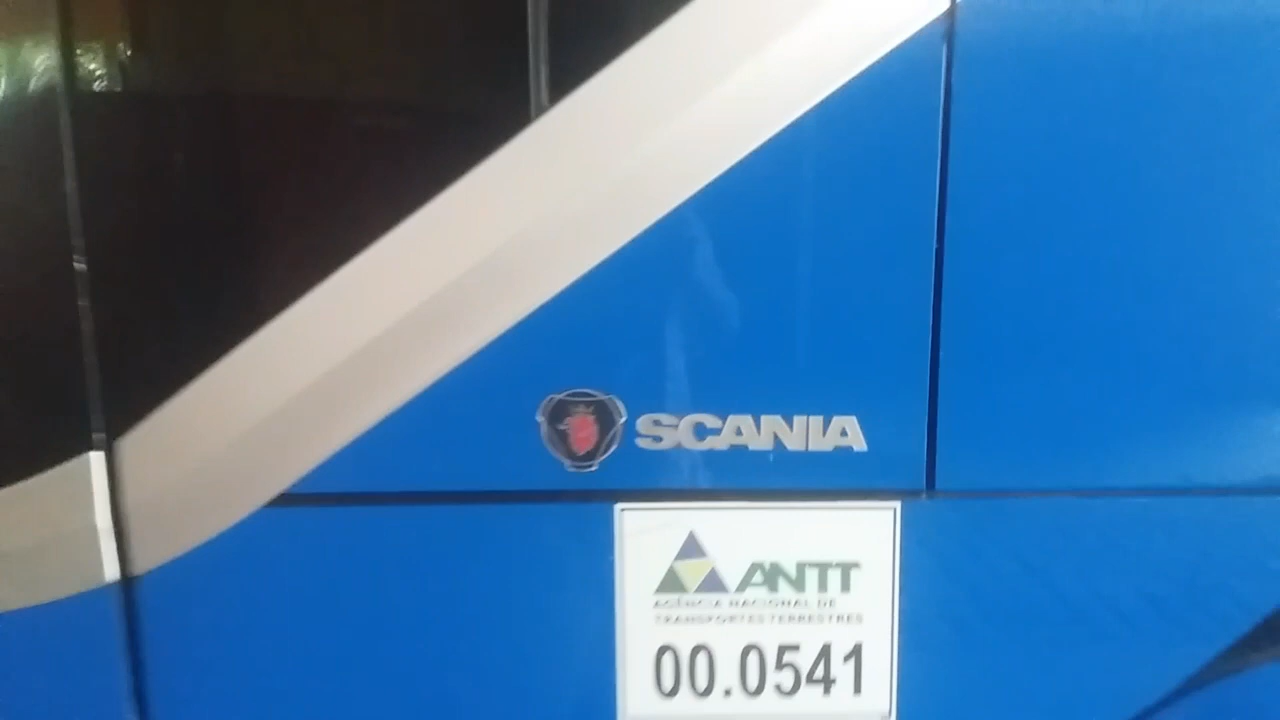 SCANIA
ANTT
AGÊNCIA NACIONAL DE
TRANSPORTES TERRESTRES
00.0541